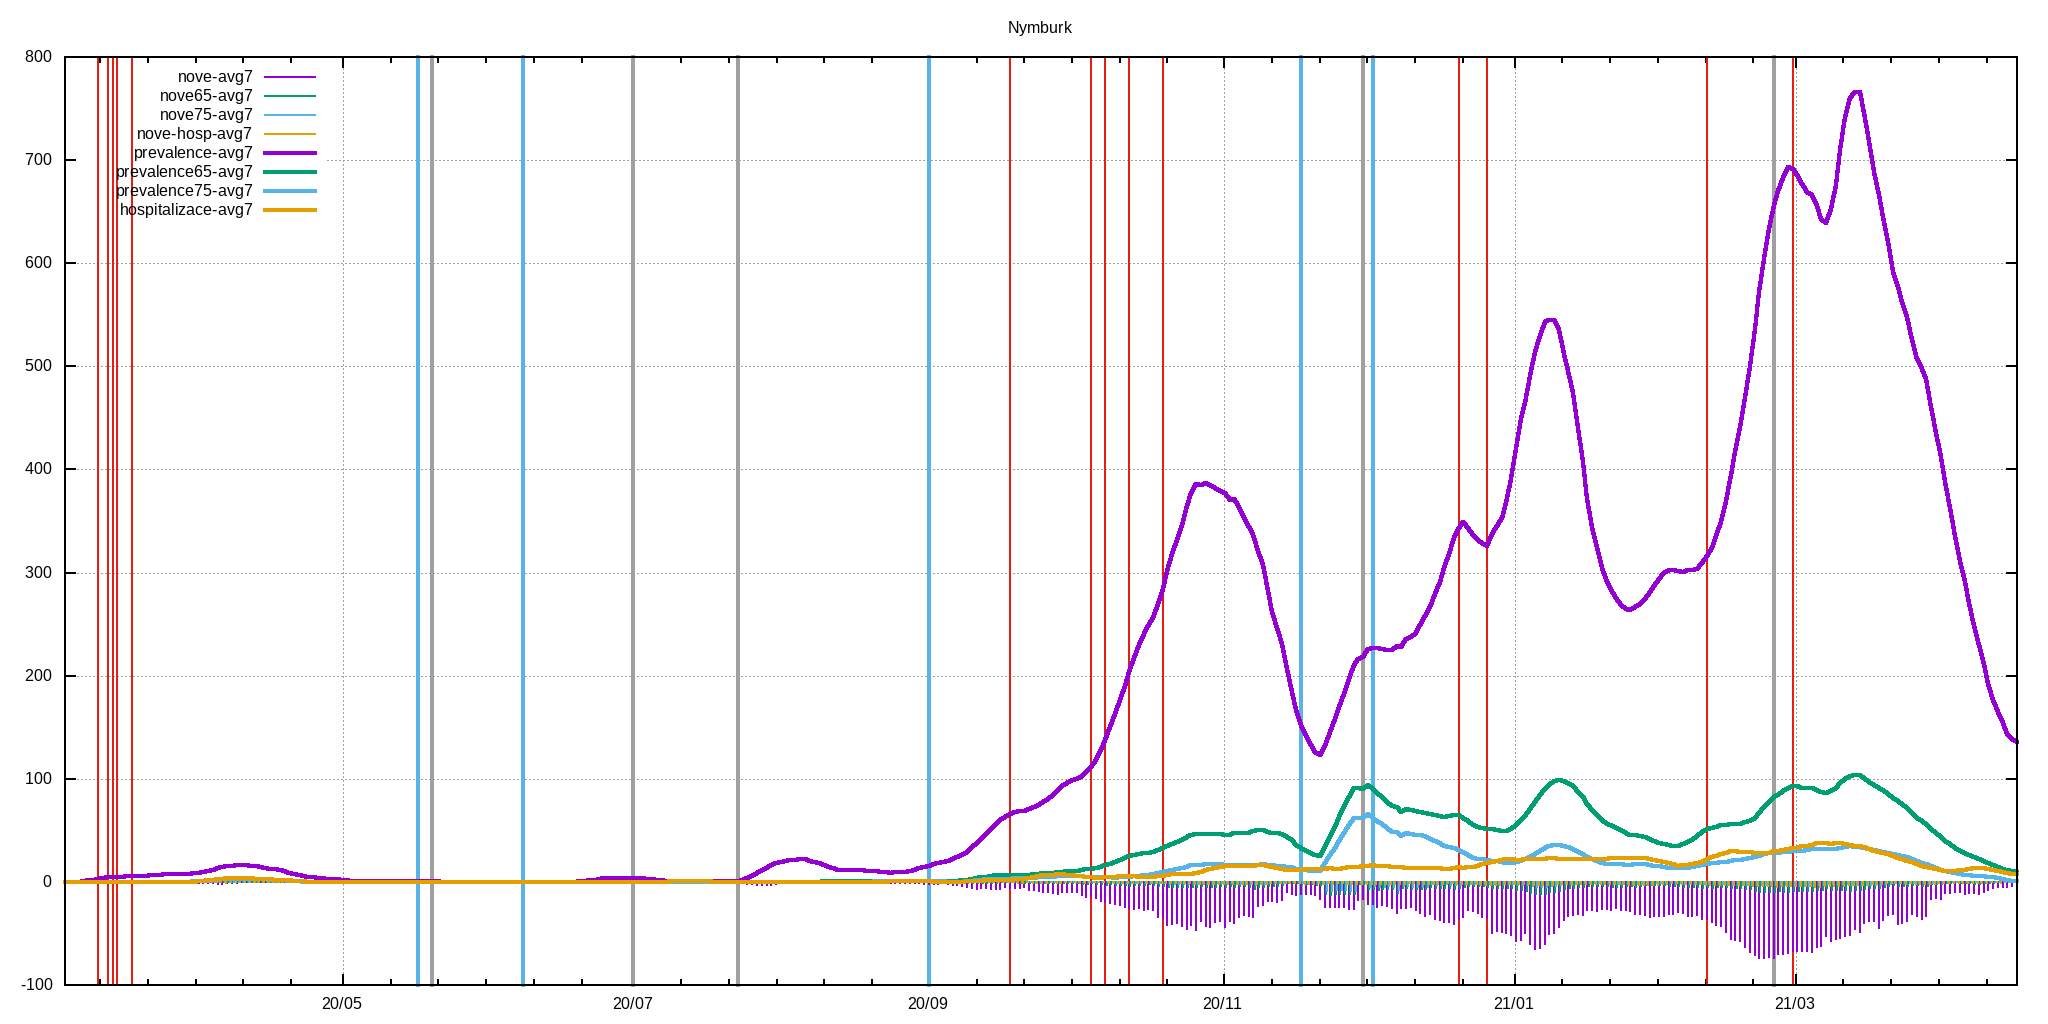 Nymburk
800
700
600
500
400
300
200
100
0
-100
nove-avg7
nove65-avg7
nove75-avg7
nove-hosp-avg7
prevalence-avg7
prevalence65-avg7
prevalence75-avg7
hospitalizace-avg7
20/05 20/07 20/09 20/11 21/01 21/03